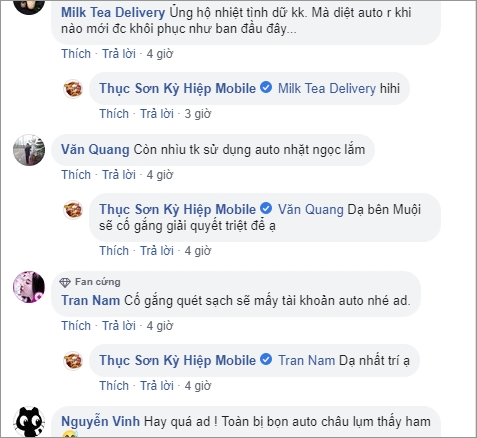 Milk Tea Delivery Ủng hộ nhiệt tình dữ kk. Mà diệt auto r khi
nào mới đc khôi phục như ban đầu đây...
Thích · Trả lời · 4 giờ
Thục Sơn Kỳ Hiệp Mobile Milk Tea Delivery hihi
Thích · Trả lời · 3 giờ
Văn Quang Còn nhìu tk sử dụng auto nhặt ngọc lắm
Thích · Trả lời · 4 giờ
Thục Sơn Kỳ Hiệp Mobile Văn Quang Dạ bên Muội
sẽ cố gắng giải quyết triệt để ạ
Thích · Trả lời · 4 giờ
Fan cứng
Tran Nam Cố gắng quét sạch sẽ mấy tài khoản auto nhé ad.
Thích · Trả lời · 4 giờ
Thục Sơn Kỳ Hiệp Mobile Tran Nam Dạ nhất trí ạ
Thích · Trả lời · 4 giờ
Nguyễn Vinh Hay quá ad ! Toàn bị bọn auto châu lụm thấy ham